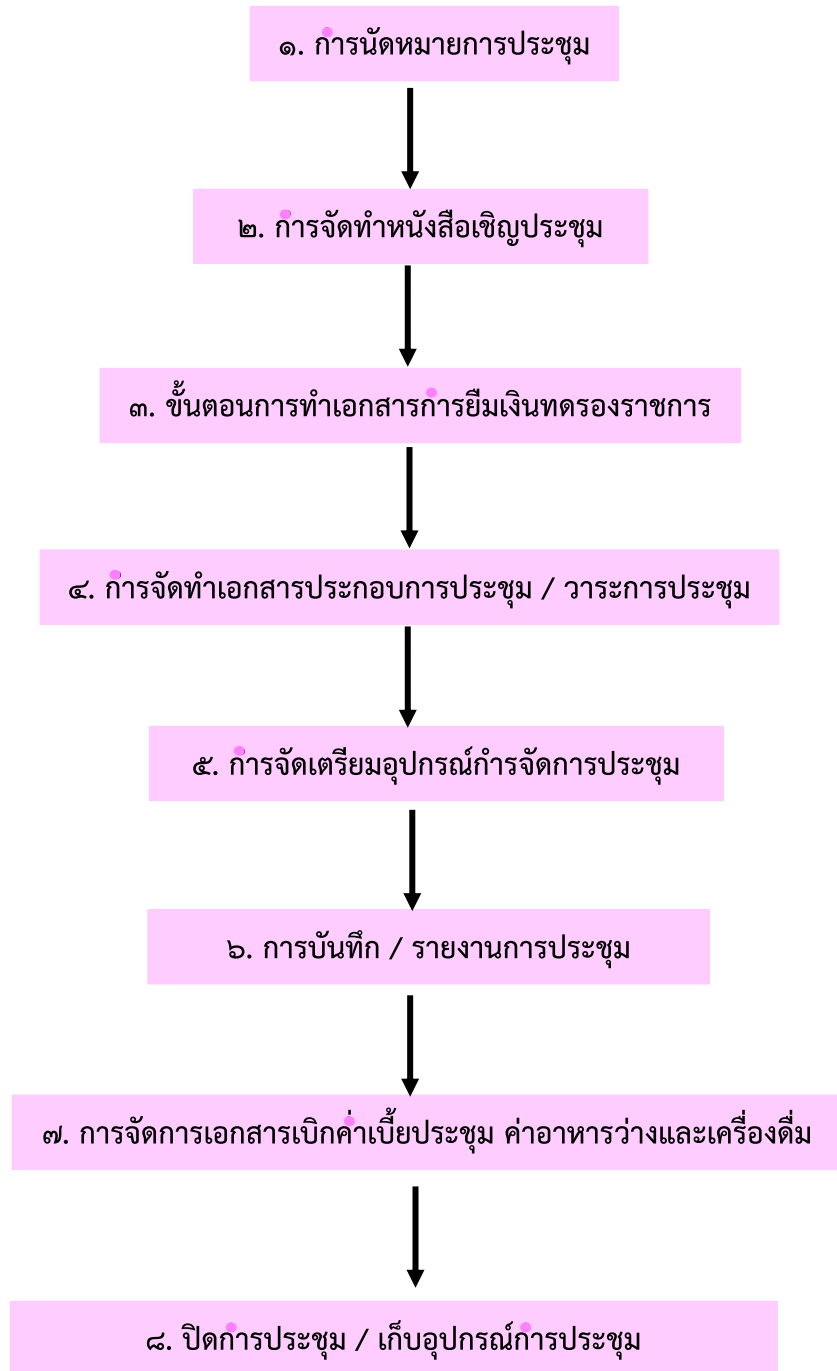 ๑. การนัดหมายการประชุม
๒. การจัดทำหนังสือเชิญประชุม
๓. ขั้นตอนการทำเอกสารการยืมเงินทดรองราชการ
๔. การจัดทำเอกสารประกอบการประชุม / วาระการประชุม
๕. การจัดเตรียมอุปกรณ์กำรจัดการประชุม
๖. การบันทึก / รายงานการประชุม
๗. การจัดการเอกสารเบิกค่าเบี้ยประชุม ค่าอาหารว่างและเครื่องดื่ม
๘. ปิดการประชุม / เก็บอุปกรณ์การประชุม